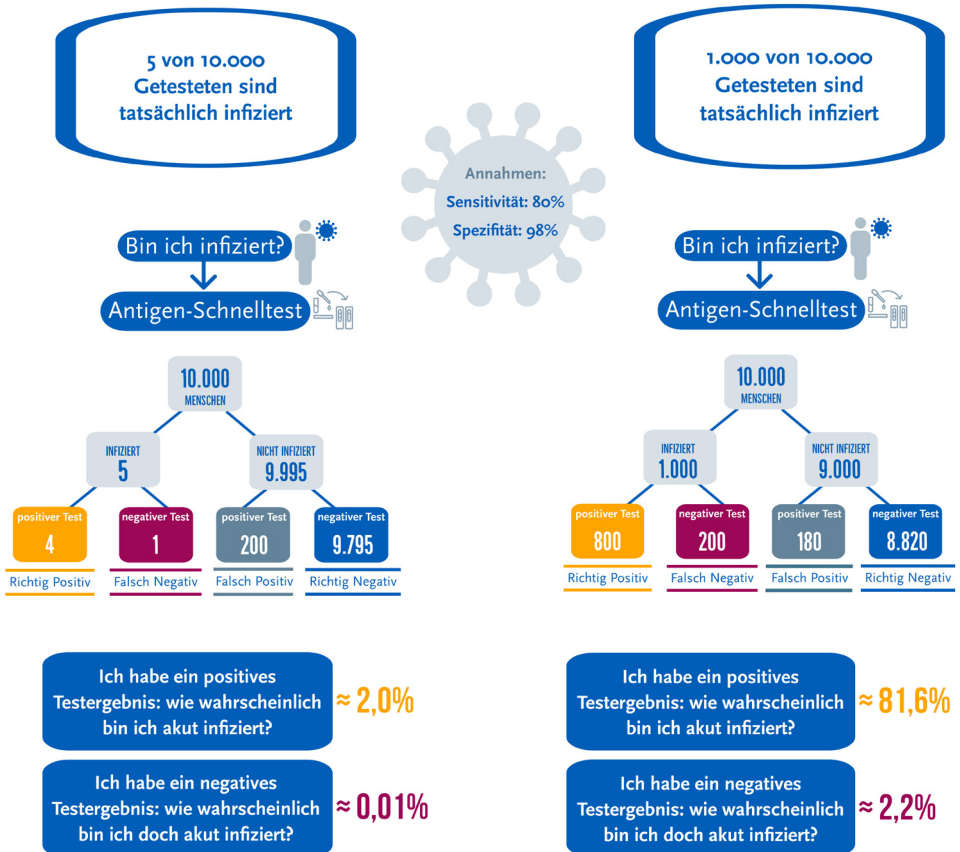 5 von 10.000
Getesteten sind
tatsächlich infiziert
1.000 von 10.000
Getesteten sind
tatsächlich infiziert
Annahmen:
Sensitivität: 80%
Spezifität: 98%
Bin ich infiziert?
Antigen-Schnelltest
10.000
MENSCHEN
INFIZIERT
5
NICHT INFIZIERT
9.995
positiver Test
4
Richtig Positiv
negativer Test
1
Falsch Negativ
positiver Test
200
Falsch Positiv
negativer Test
9.795
Richtig Negativ
Ich habe ein positives
Testergebnis: wie wahrscheinlich
bin ich akut infiziert?
≈ 2,0%
Ich habe ein negatives
Testergebnis: wie wahrscheinlich
bin ich doch akut infiziert?
≈ 0,01%
Bin ich infiziert?
Antigen-Schnelltest
10.000
MENSCHEN
INFIZIERT
1.000
NICHT INFIZIERT
9.000
positiver Test
800
Richtig Positiv
negativer Test
200
Falsch Negativ
positiver Test
180
Falsch Positiv
negativer Test
8.820
Richtig Negativ
Ich habe ein positives
Testergebnis: wie wahrscheinlich
bin ich akut infiziert?
≈ 81,6%
Ich habe ein negatives
Testergebnis: wie wahrscheinlich
bin ich doch akut infiziert?
≈ 2,2%